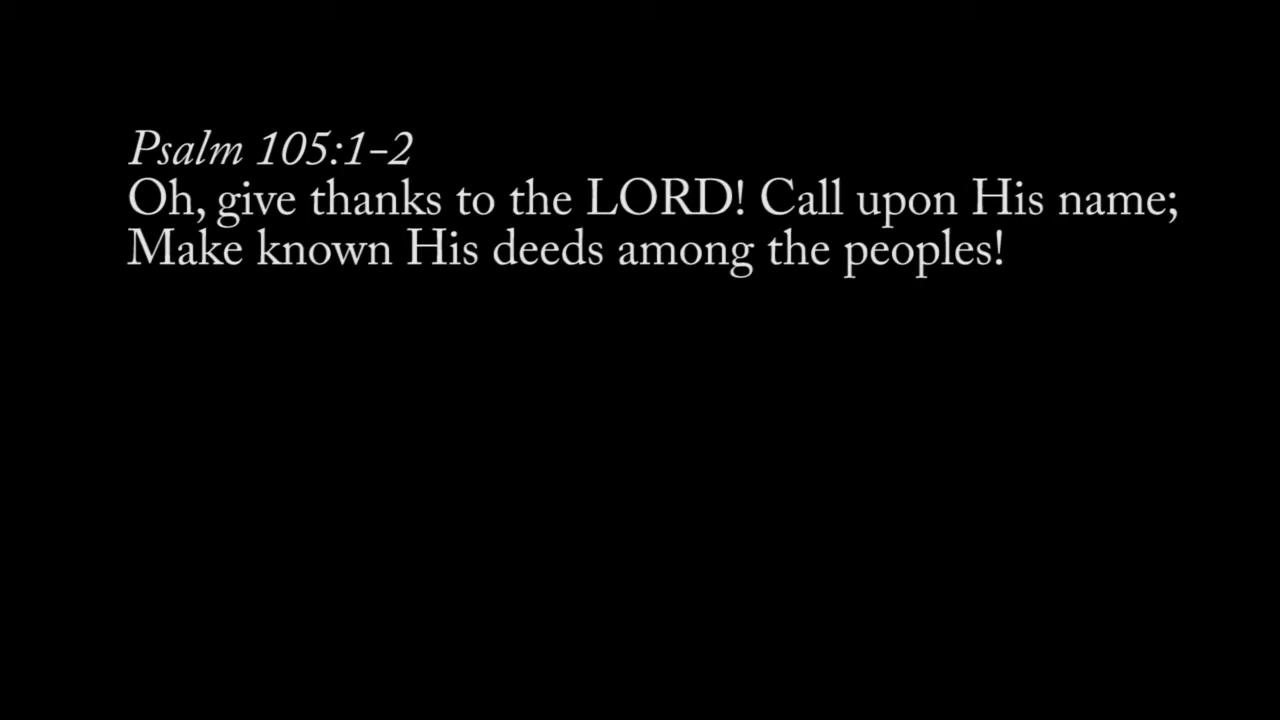 Psalm 105:1-2
Oh, give thanks to the LORD! Call upon His name;
Make known His deeds among the peoples!